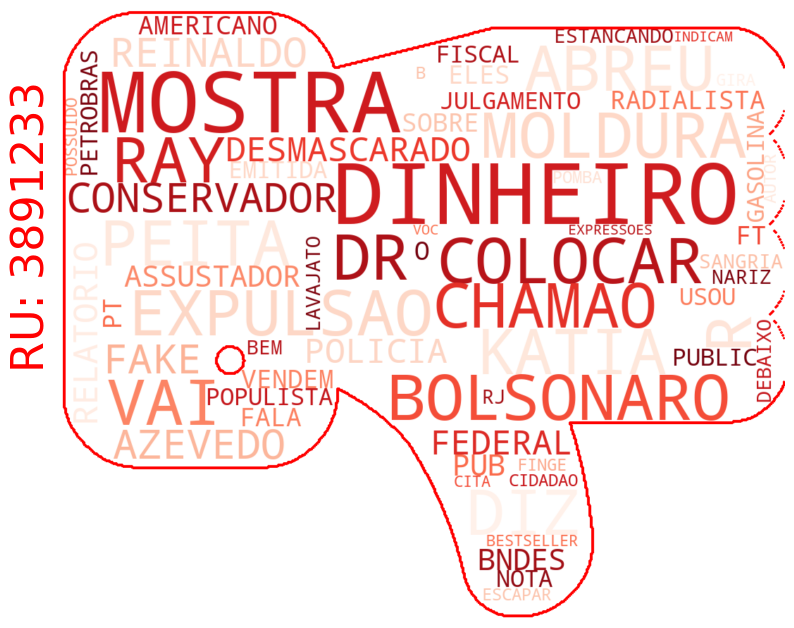 RU: 3891233
AMERICANO
ESTANCANDO
INDICAM
REINALDO
FISCAL
PETROBRAS
B
ELES
ABREU
GIRA
MOSTRA
POSSUIDO
JULGAMENTO
RADIALISTA
SOBRE
MOLDURA
GASOLINA
RAY
DESMASCARADO
EMITIDA
POMBA
AUTOR
CONSERVADOR
DINHEIRO
PEITA
VOC
EXPRESSOES
FT
DR
O
COLOCAR
SANGRIA
RELATORIO
ASSUSTADOR
LAVAJATO
NARIZ
PT
EXPULSAO
CHAMAO
USOU
R
FAKE
BEM
POLICIA
KATIA
PUBLIC
DEBAIXO
VENDEM
VAI
POPULISTA
RJ
BOLSONARO
FALA
AZEVEDO
FEDERAL
PUB
FINGE
CITA
CIDADAO
DIZ
BESTSELLER
BNDES
NOTA
ESCAPAR